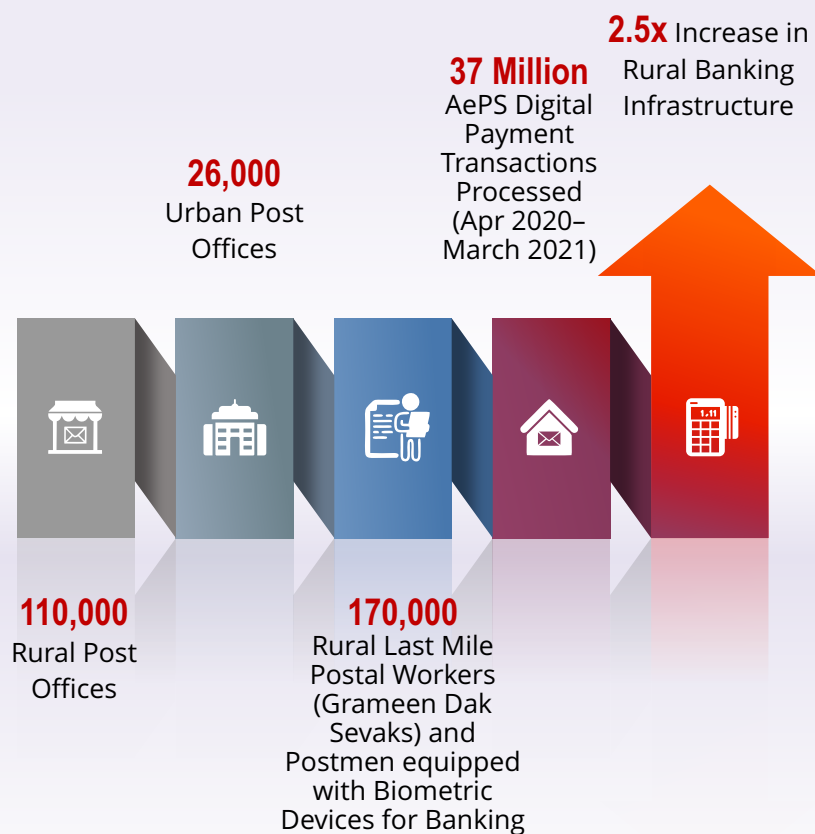 110,000
Rural Post
Offices
26,000
Urban Post
Offices
170,000
Rural Last Mile
Postal Workers
(Grameen Dak
Sevaks) and
Postmen equipped
with Biometric
Devices for Banking
37 Million
AePS Digital
Payment
Transactions
Processed
(Apr 2020–
March 2021)
2.5x Increase in
Rural Banking
Infrastructure